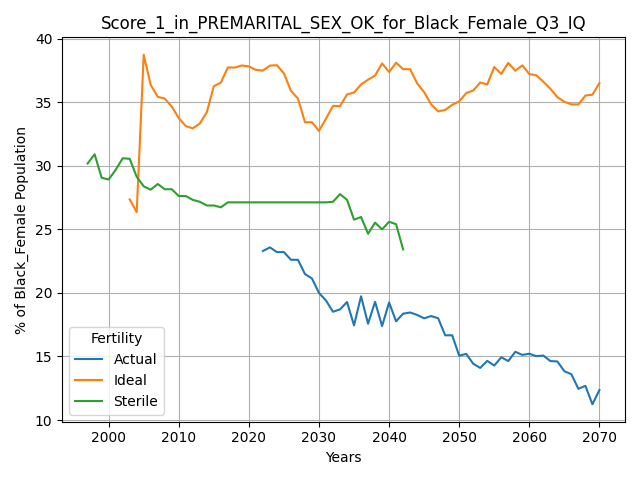 Score_1_in_PREMARITAL_SEX_OK_for_Black_Female_Q3_IQ
% of Black_Female Population
40
35
30
25
20
15
10
Fertility
Actual
Ideal
Sterile
2000 2010 2020 2030 2040 2050 2060 2070
Years